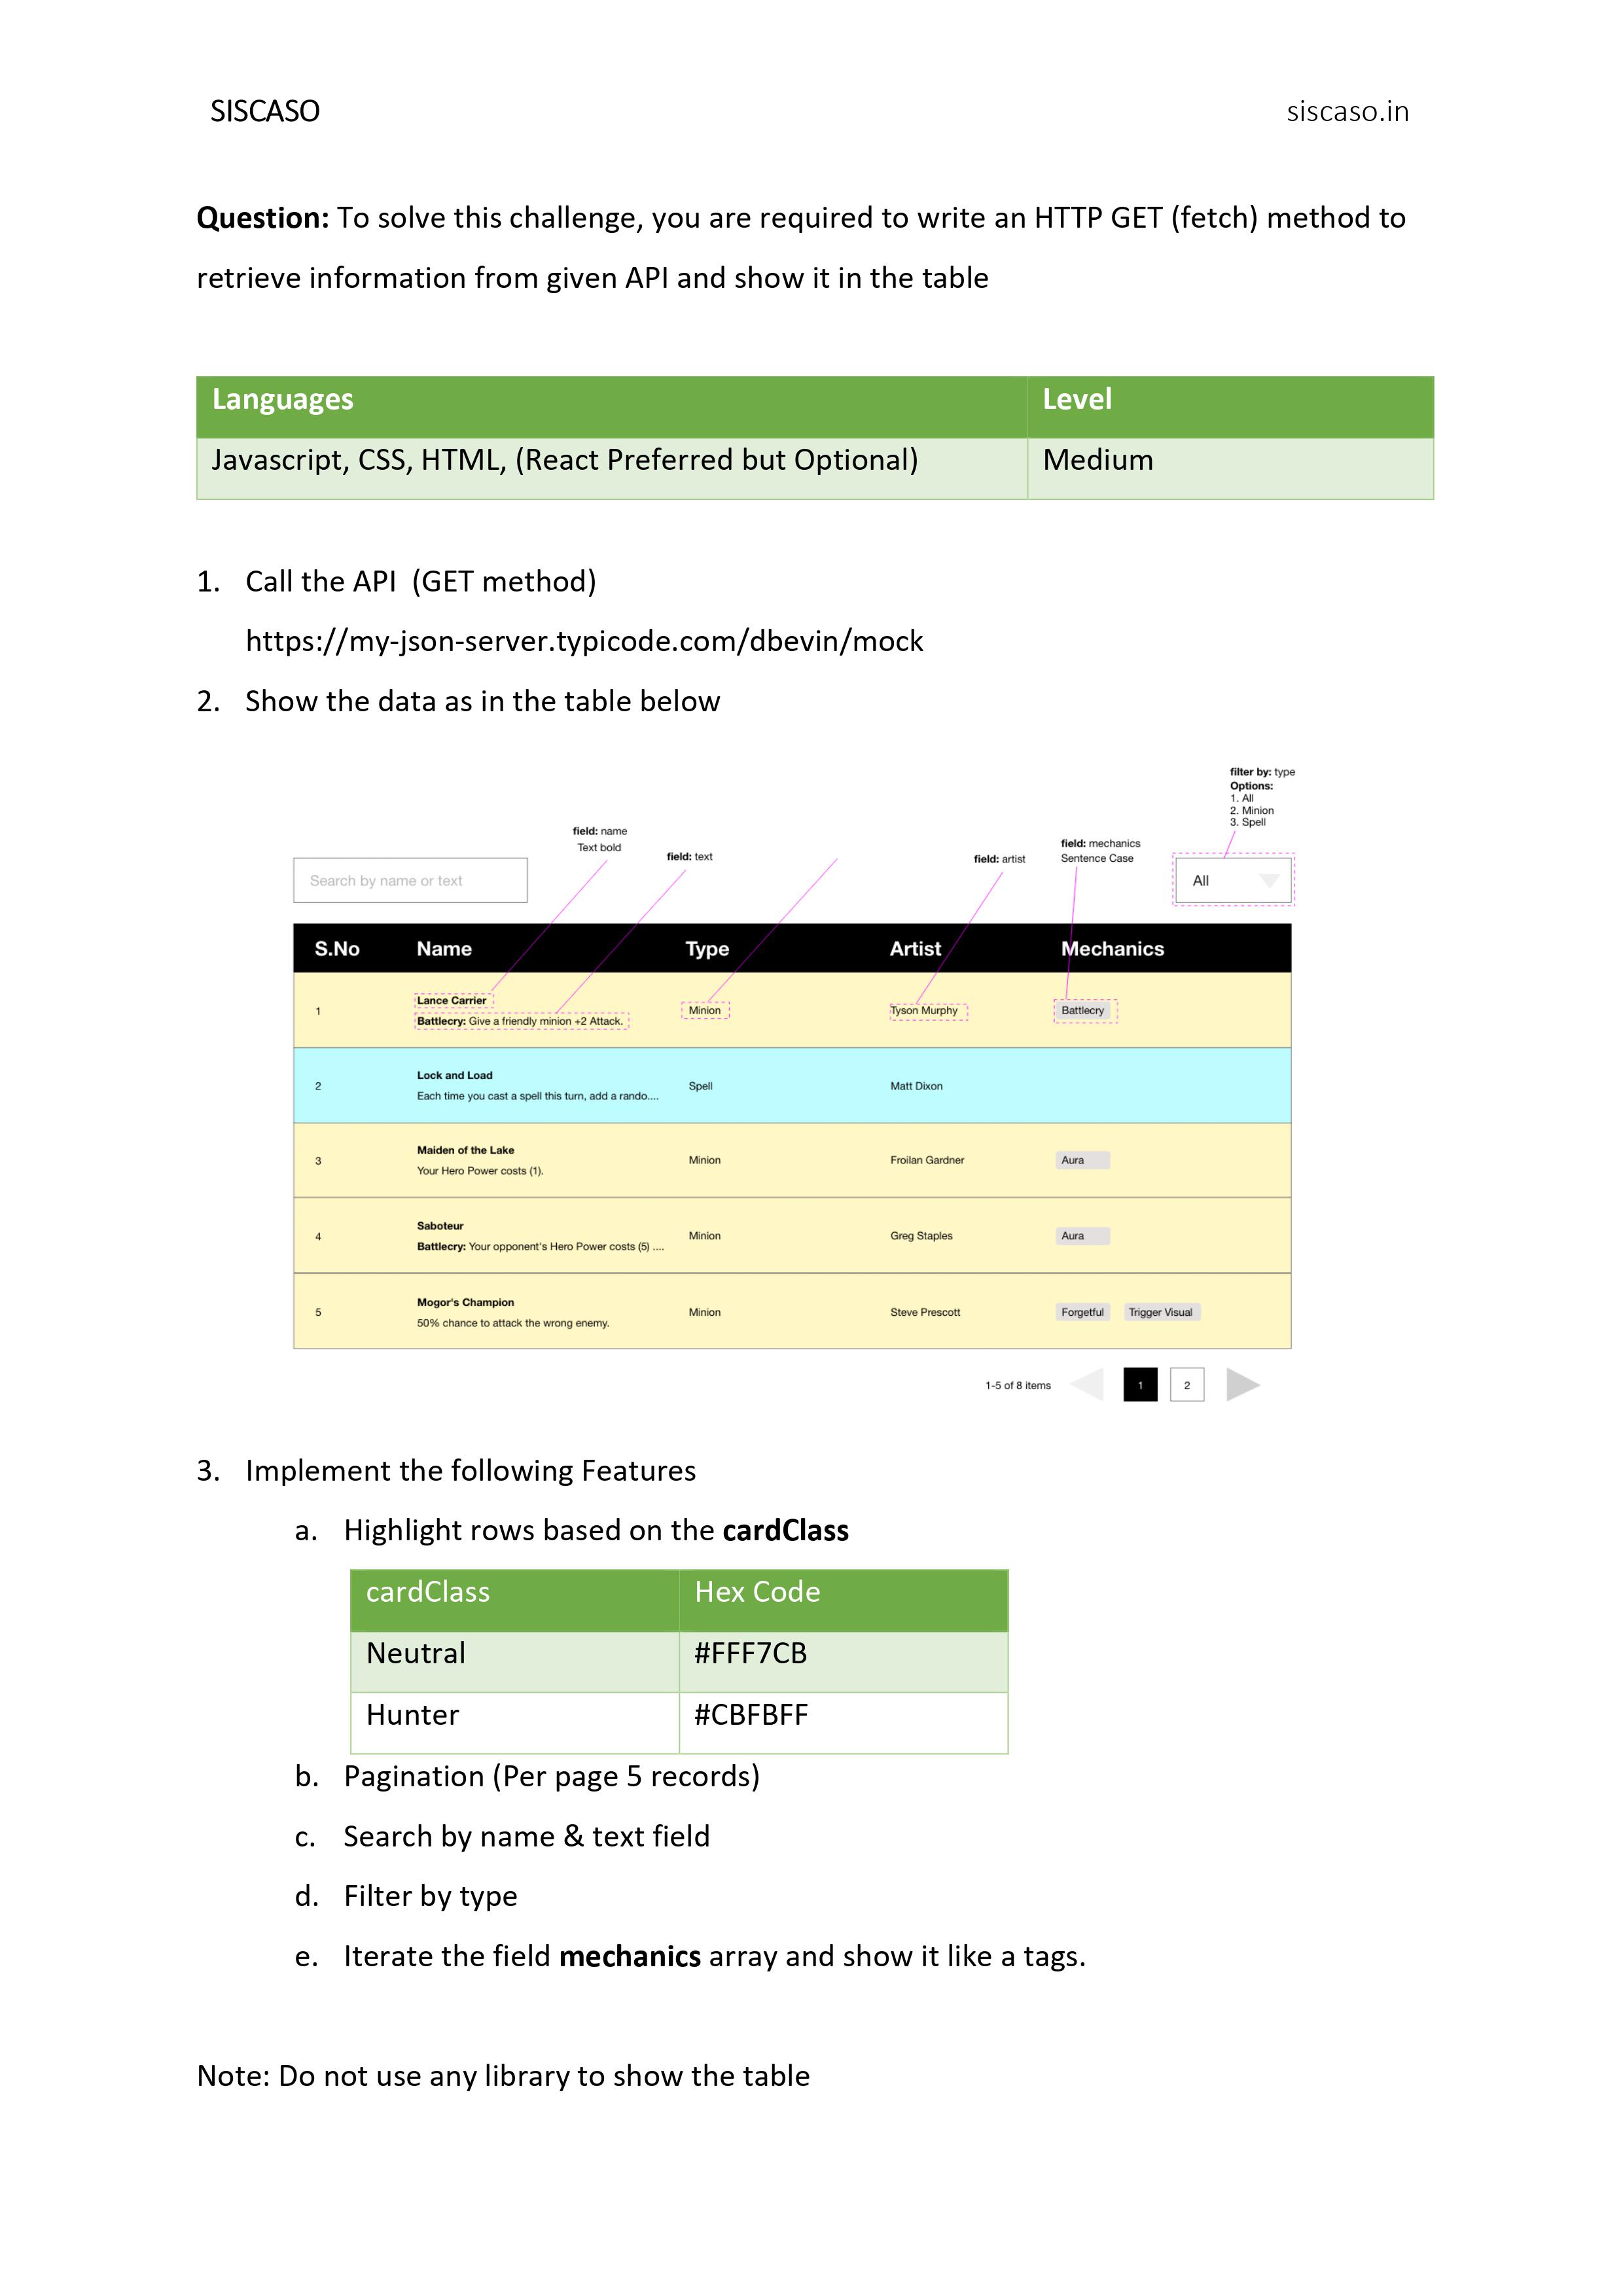 SISCASO siscaso.in
Question: To solve this challenge, you are required to write an HTTP GET (fetch) method to
retrieve information from given API and show it in the table
Languages Level
Javascript, CSS, HTML, (React Preferred but Optional) Medium
1. Call the API (GET method)
https://my-json-server.typicode.com/dbevin/mock
2. Show the data as in the table below
filter by: type
Options:
1. All
2. Minion
3. Spell
field: name
Text bold
field: text
field: artist
field: mechanics
Sentence Case
Search by name or text
All
S.No Name Type Artist Mechanics
1 Lance Carrier Minion Tyson Murphy Battlecry
Battlecry: Give a friendly minion +2 Attack.
2 Lock and Load Spell Matt Dixon
Each time you cast a spell this turn, add a rando....
3 Maiden of the Lake Minion Froilan Gardner Aura
Your Hero Power costs (1).
4 Saboteur Minion Greg Staples Aura
Battlecry: Your opponent's Hero Power costs (5) ....
5 Mogor's Champion Minion Steve Prescott Forgetful Trigger Visual
50% chance to attack the wrong enemy.
1-5 of 8 items 1 2
3. Implement the following Features
a. Highlight rows based on the cardClass
cardClass Hex Code
Neutral #FFF7CB
Hunter #CBFBFF
b. Pagination (Per page 5 records)
c. Search by name & text field
d. Filter by type
e. Iterate the field mechanics array and show it like a tags.
Note: Do not use any library to show the table